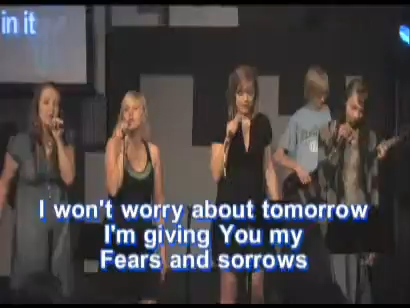 in it
I won't worry about tomorrow
I'm giving You my
Fears and sorrows